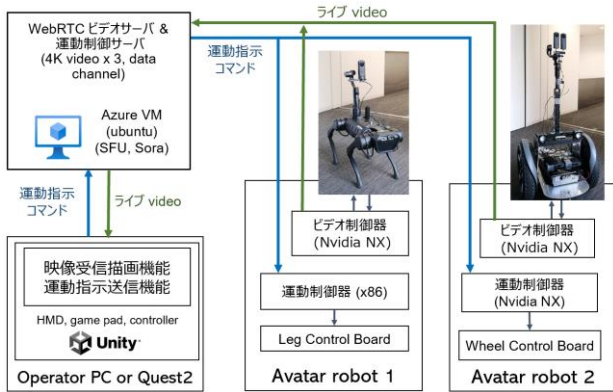 ライブ video
WebRTC ビデオサーバ &
運動制御サーバ
(4K video x 3, data
channel)
運動指示
コマンド
Azure VM
(ubuntu)
(SFU, Sora)
運動指示
コマンド
ライブ video
映像受信描画機能
運動指示送信機能
HMD, game pad, controller
Unity
Operator PC or Quest2
ビデオ制御器
(Nvidia NX)
運動制御器 (x86)
Leg Control Board
Avatar robot 1
ビデオ制御器
(Nvidia NX)
運動制御器
(Nvidia NX)
Wheel Control Board
Avatar robot 2